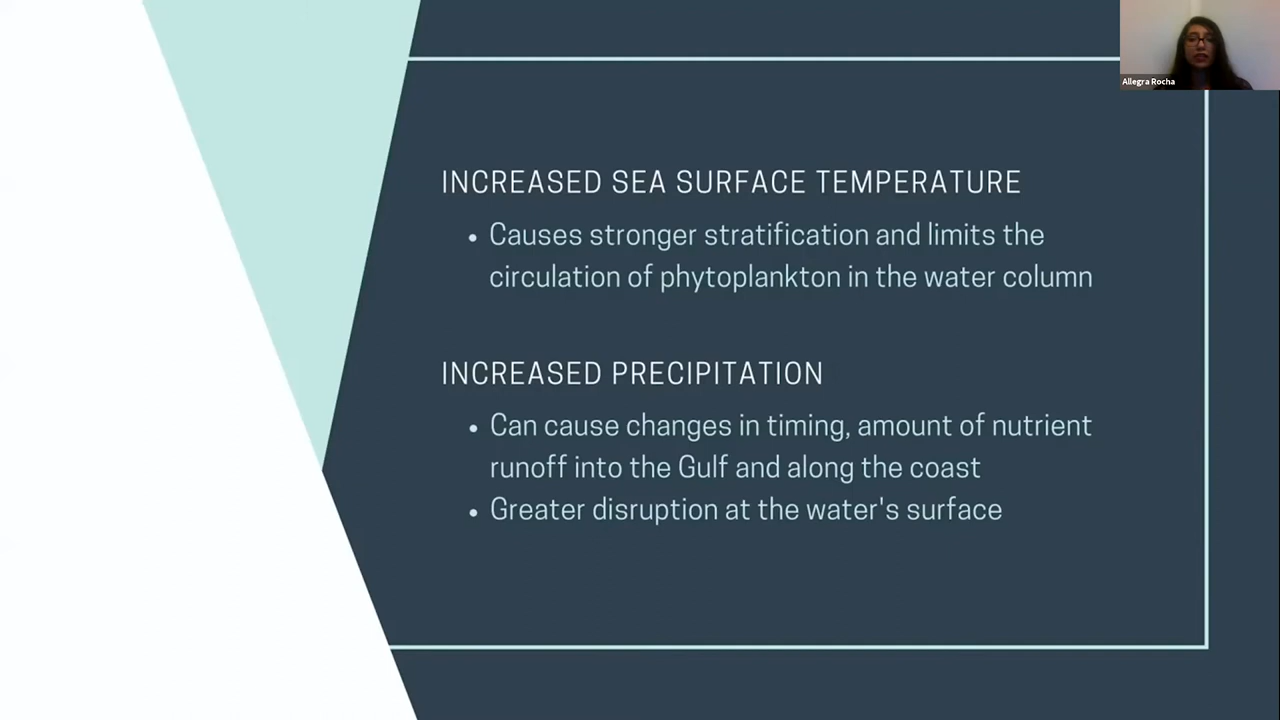 Allegra Rocha
INCREASED SEA SURFACE TEMPERATURE
• Causes stronger stratification and limits the
circulation of phytoplankton in the water column
INCREASED PRECIPITATION
• Can cause changes in timing, amount of nutrient
runoff into the Gulf and along the coast
• Greater disruption at the water's surface